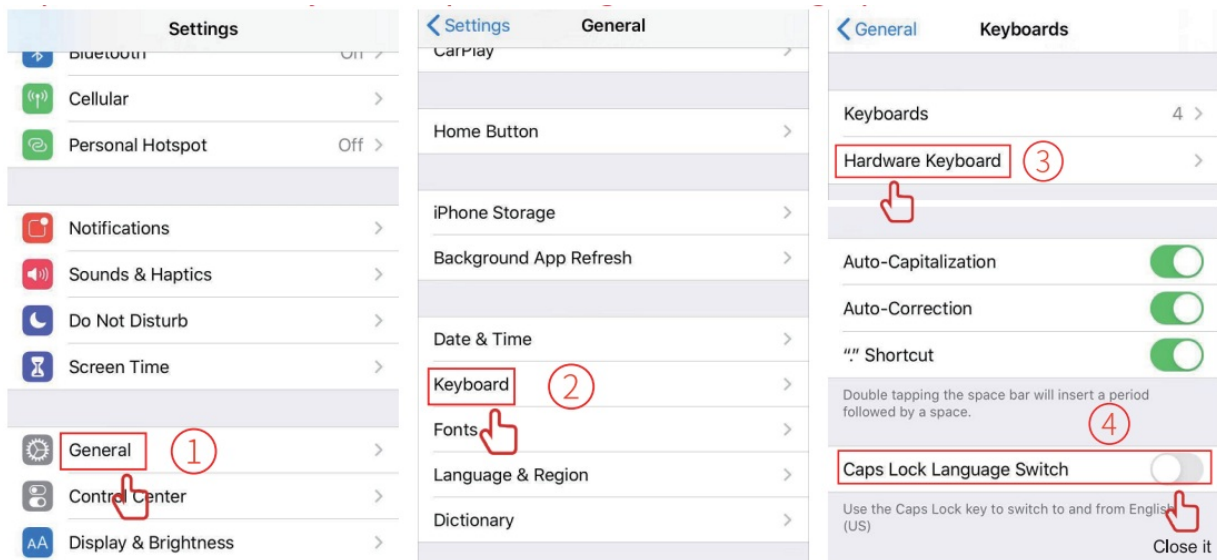 Settings
Bluetooth Off
Cellular
Personal Hotspot Off
Notifications
Sounds & Haptics
Do Not Disturb
Screen Time
General ①
Control Center
AA Display & Brightness
Settings General
CarPlay
Home Button
iPhone Storage
Background App Refresh
Date & Time
Keyboard ②
Fonts
Language & Region
Dictionary
General Keyboards
Keyboards 4
Hardware Keyboard ③
Auto-Capitalization
Auto-Correction
“.” Shortcut
Double tapping the space bar will insert a period
followed by a space.
④
Caps Lock Language Switch
Use the Caps Lock key to switch to and from English
(US)
Close it